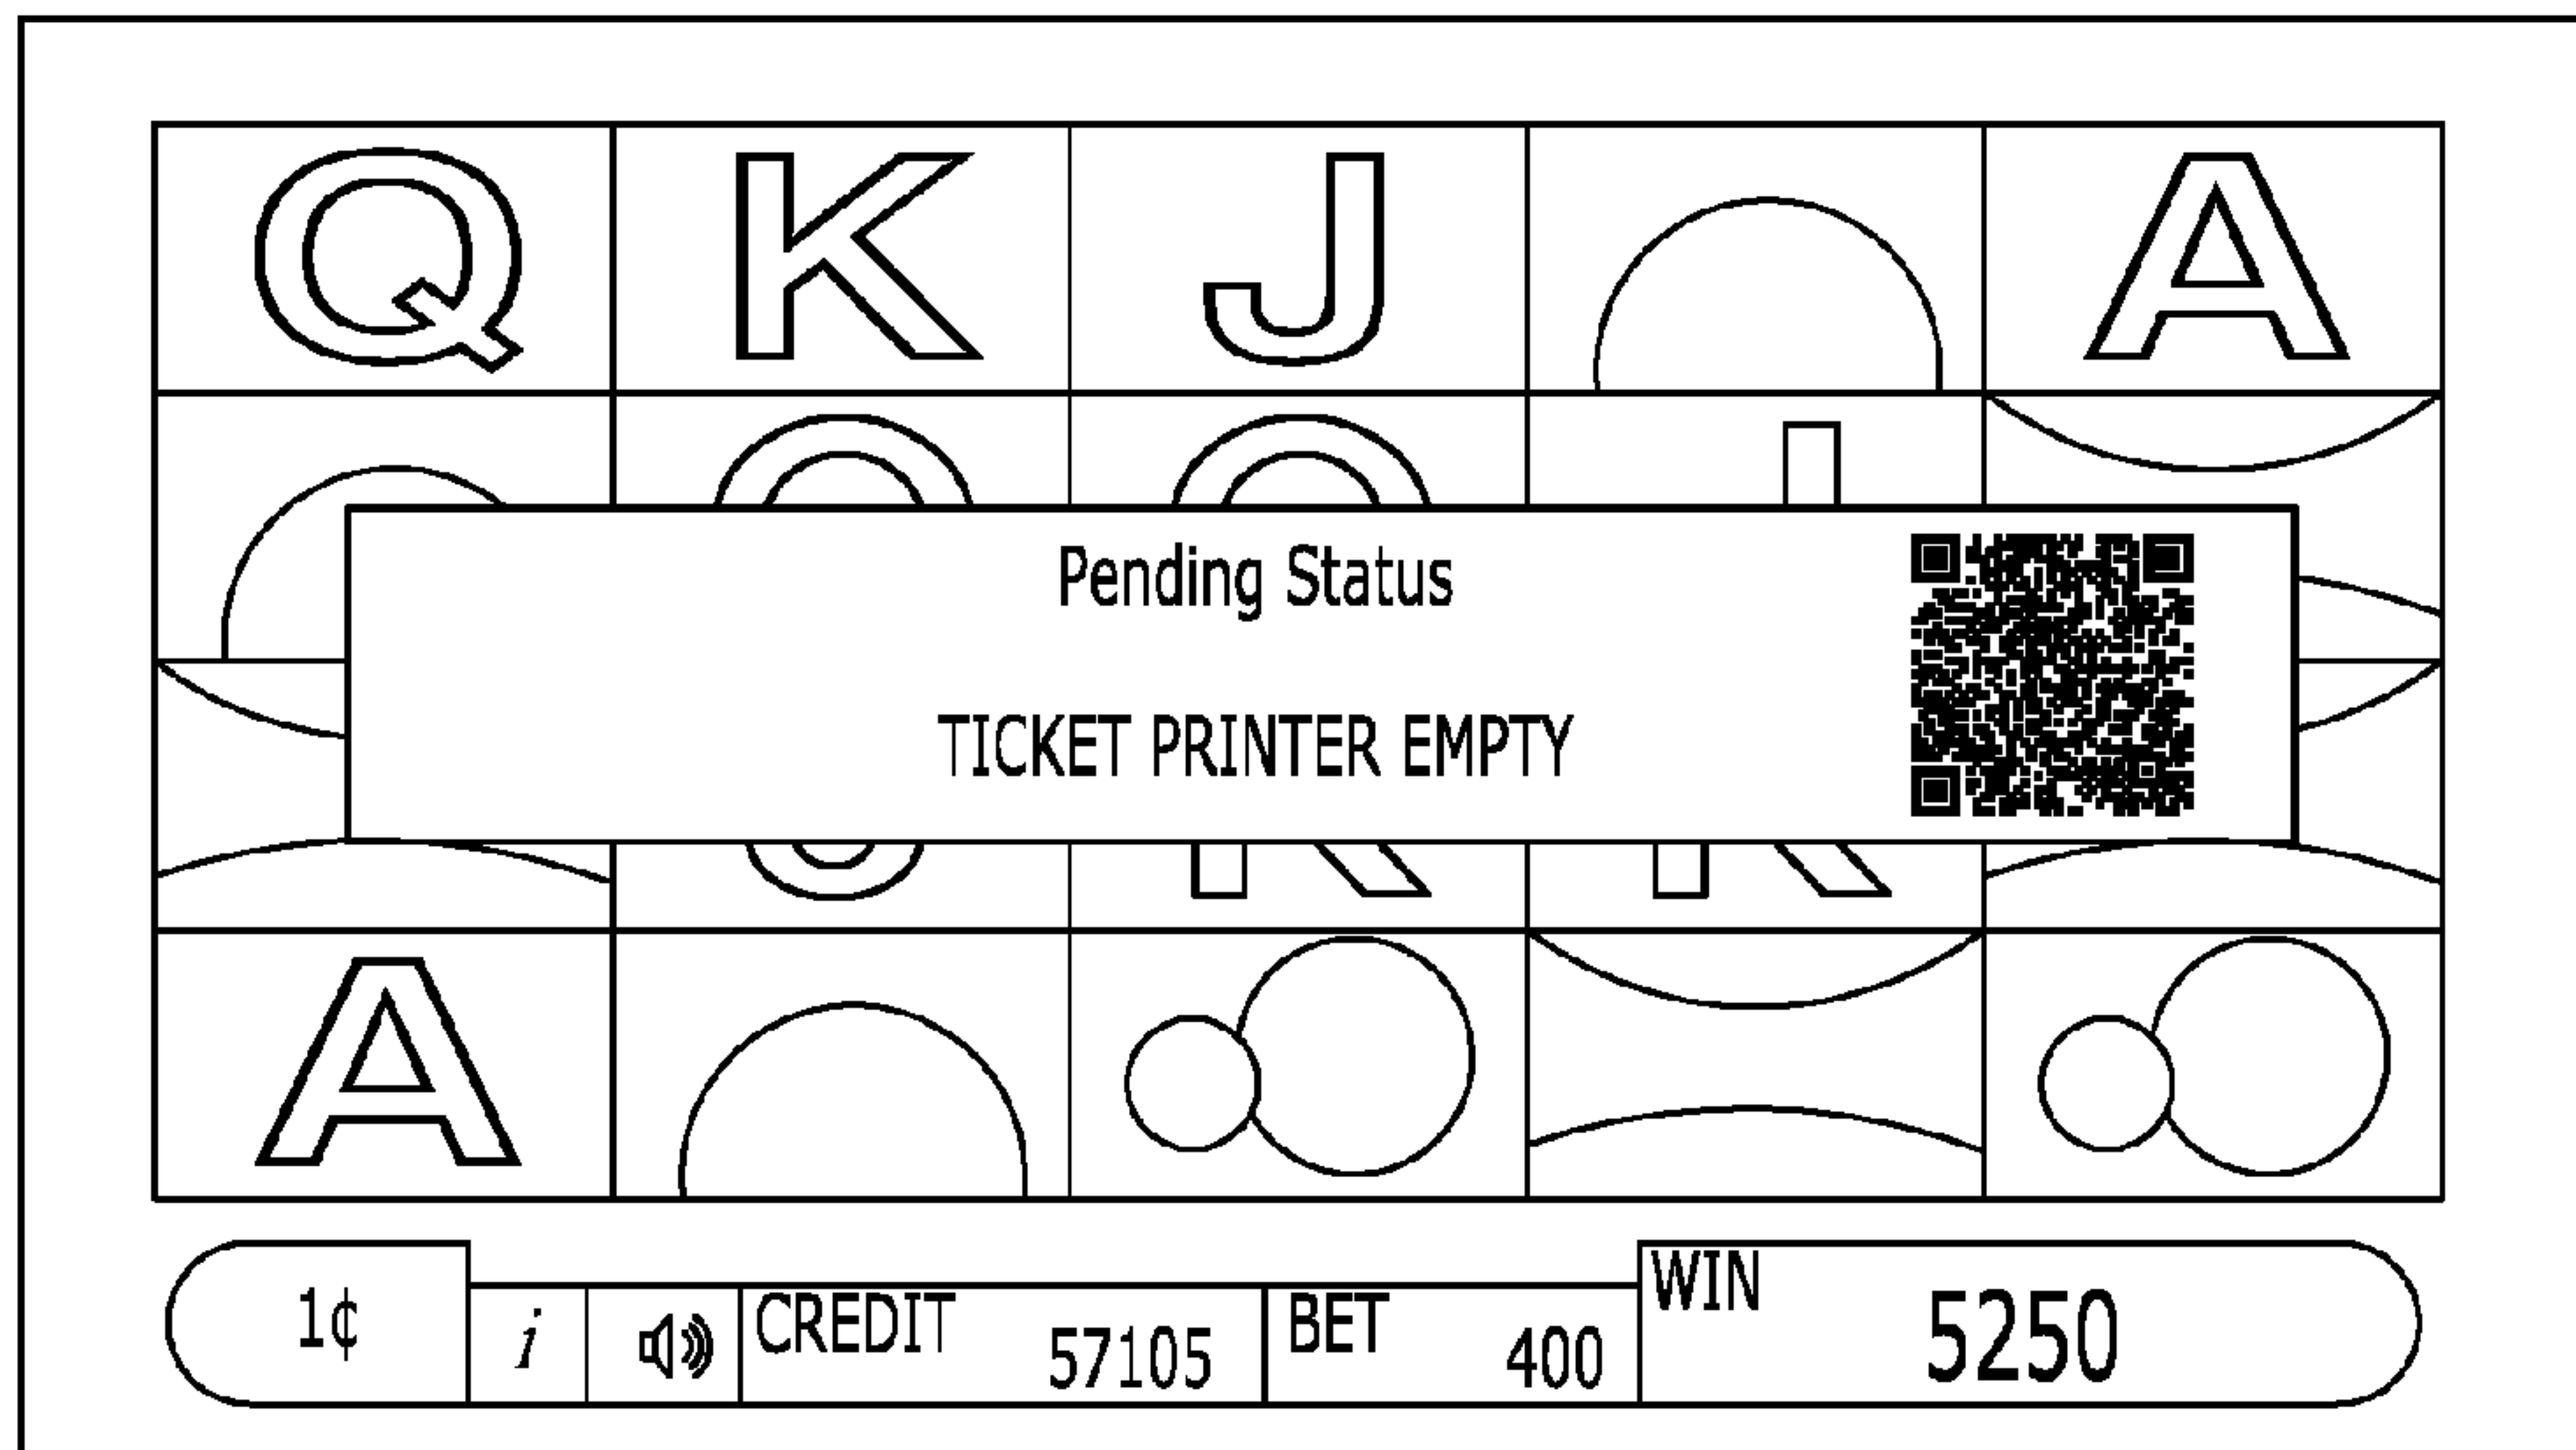 Q K J A
Pending Status
TICKET PRINTER EMPTY
A
1¢ i CREDIT 57105 BET 400 WIN 5250